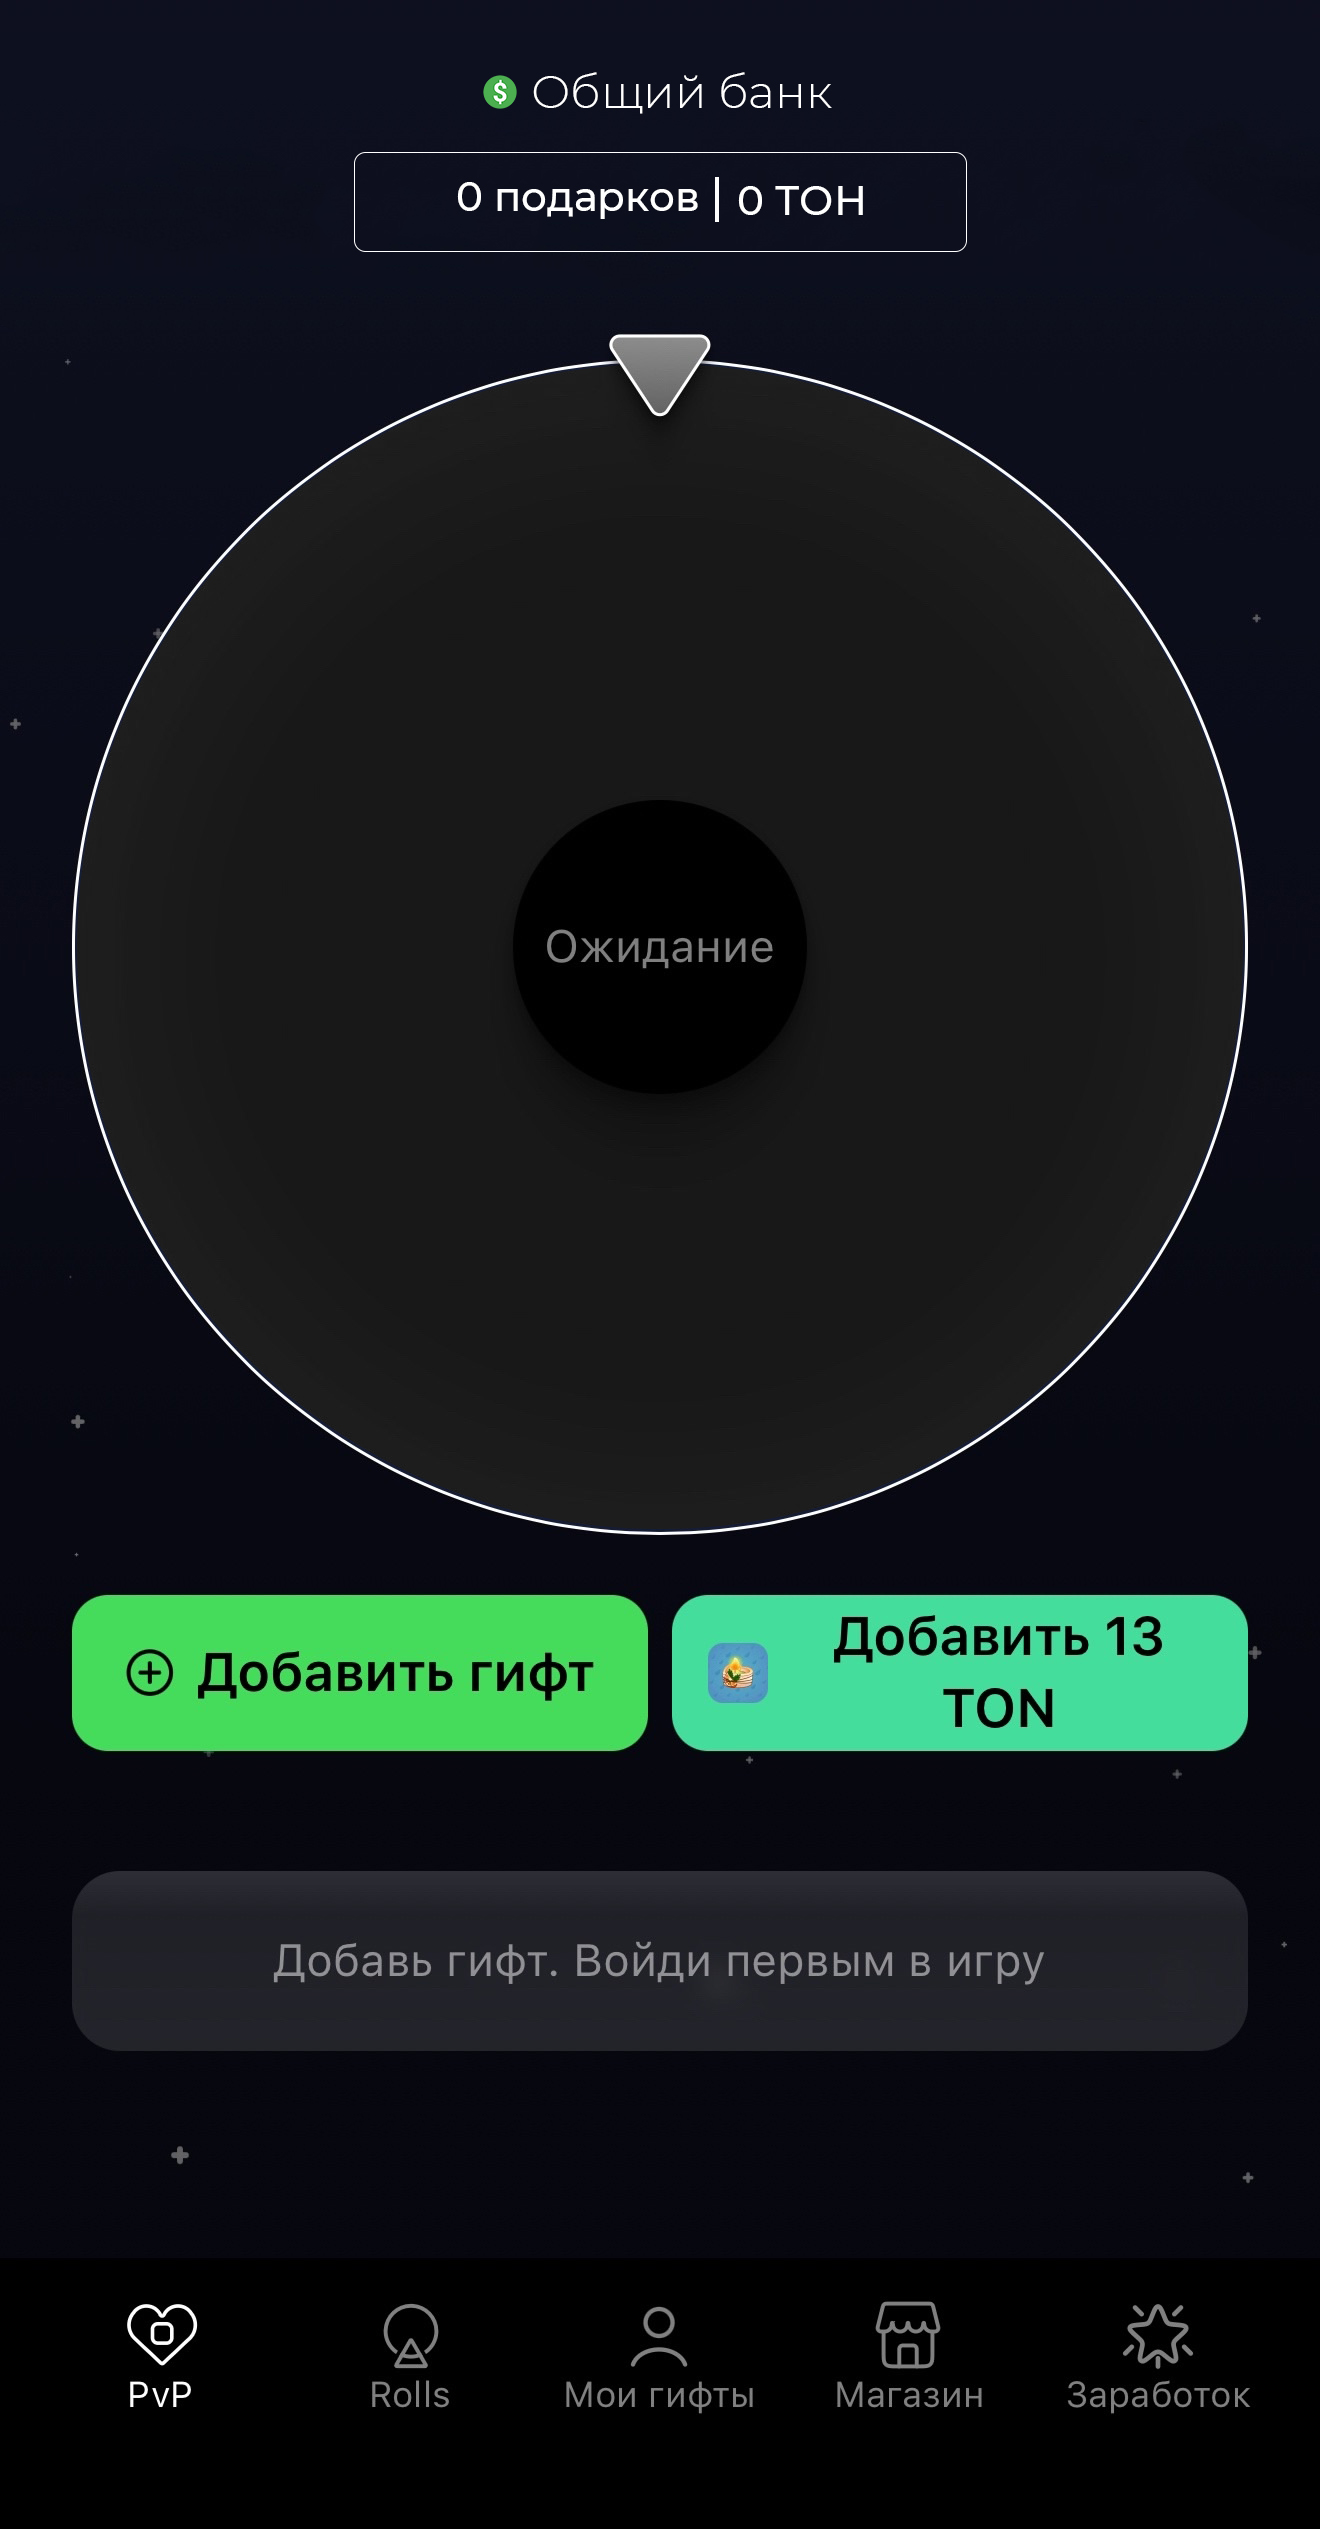 Общий банк
0 подарков | 0 ТОН
Ожидание
Добавить гифт
Добавить 13
TON
Добавь гифт. Войди первым в игру
PvP
Rolls
Мои гифты
Магазин
Заработок